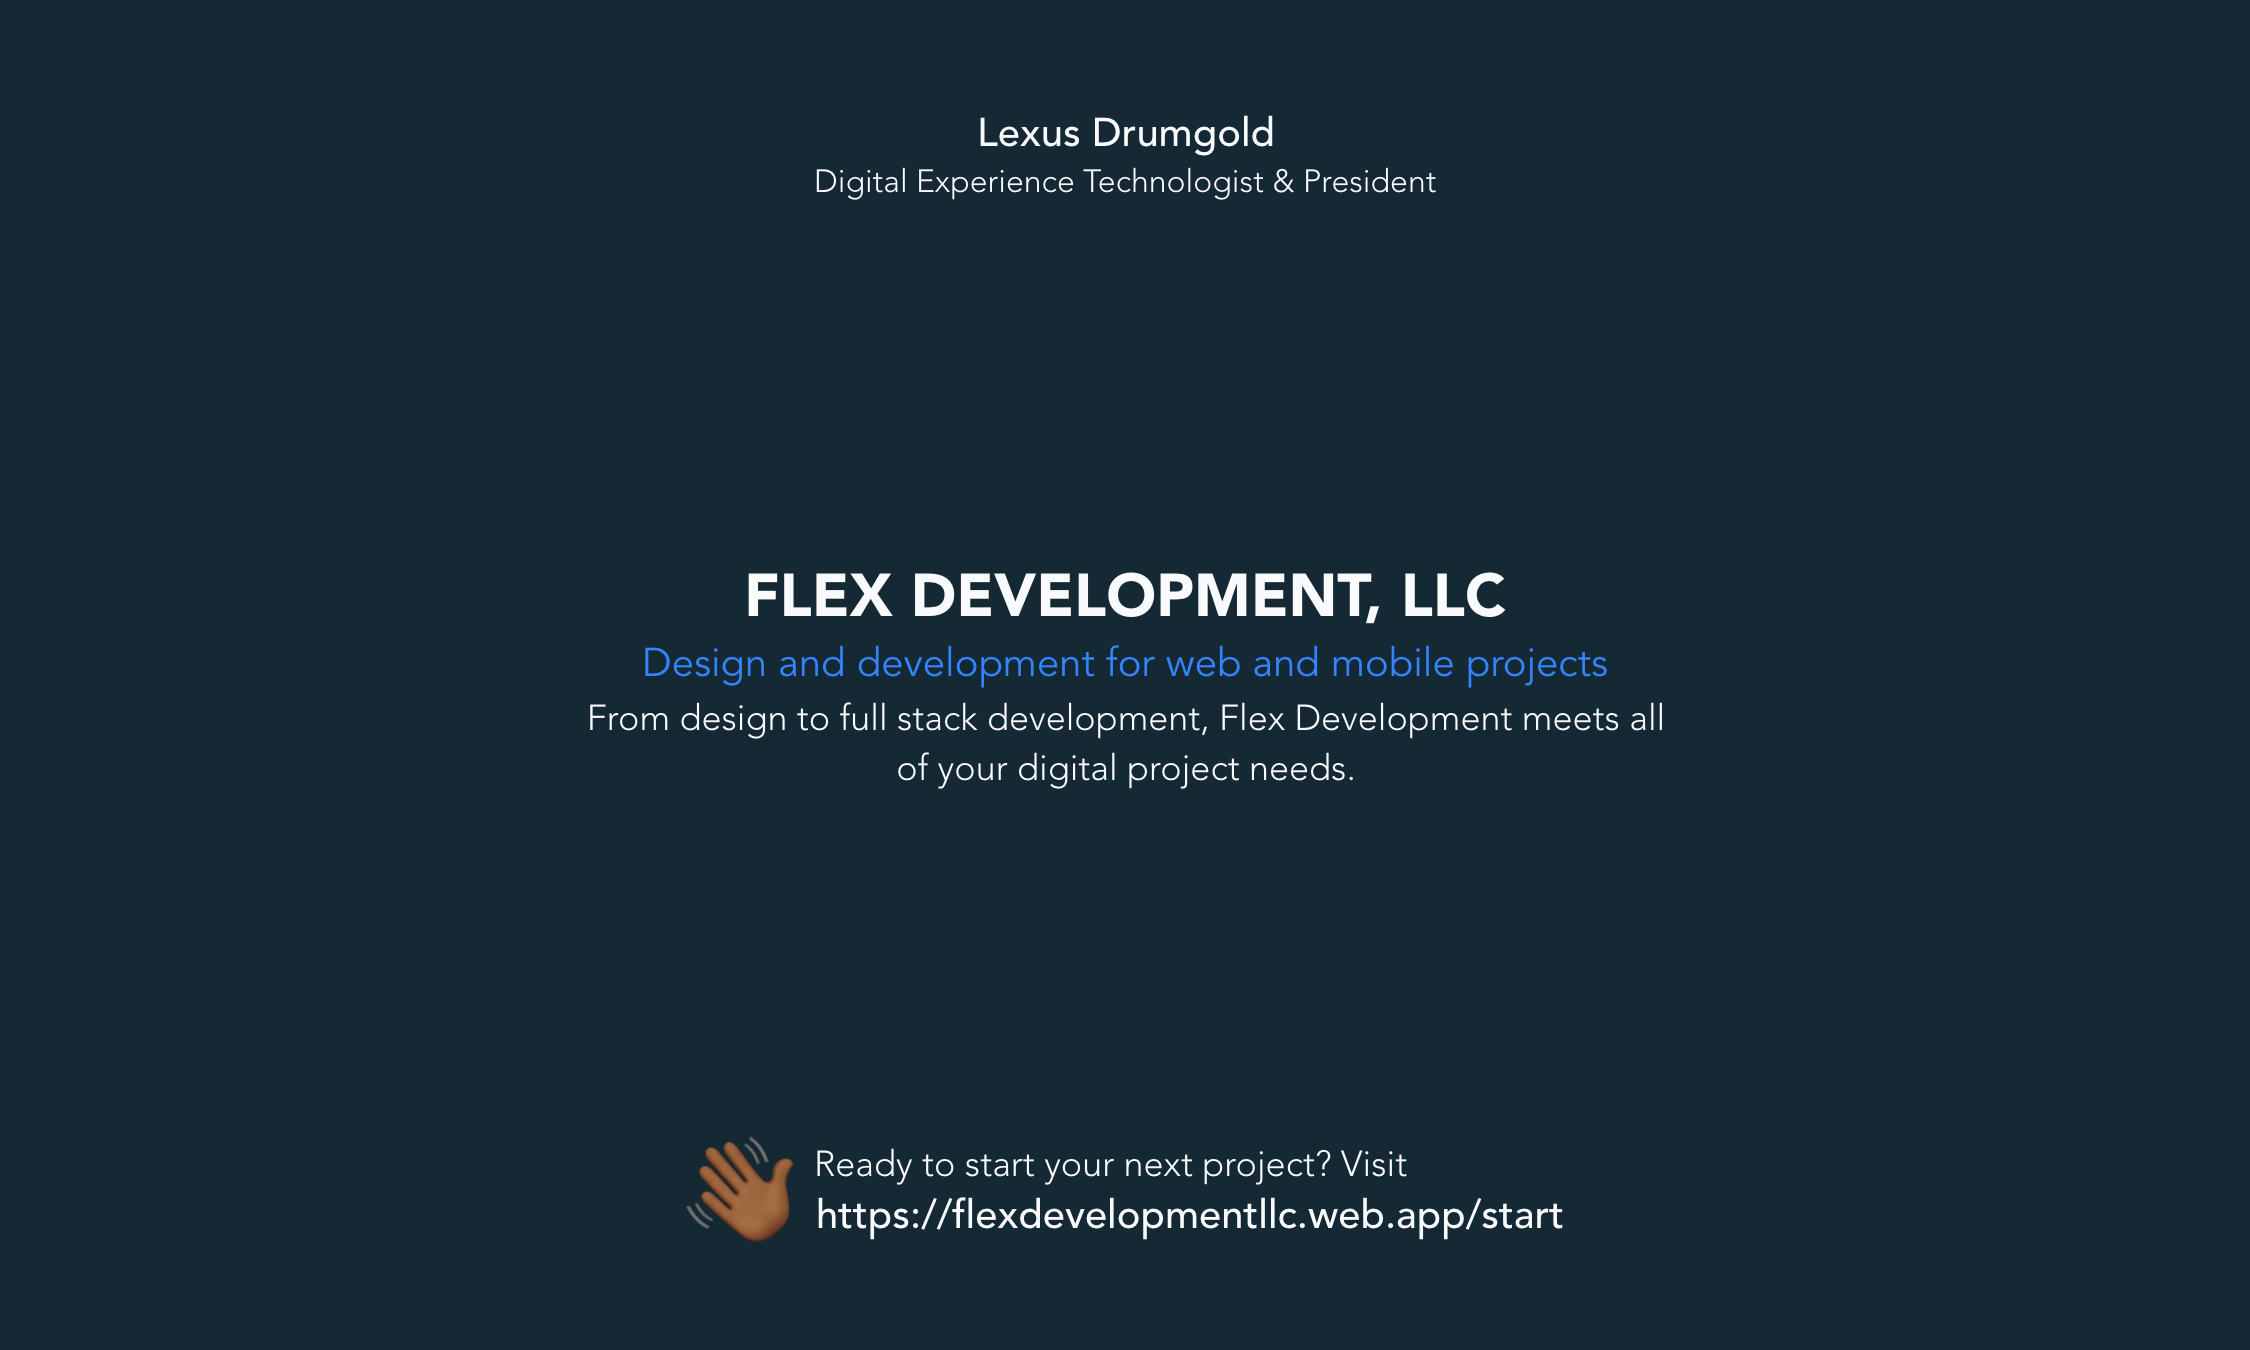 Lexus Drumgold
Digital Experience Technologist & President
FLEX DEVELOPMENT, LLC
Design and development for web and mobile projects
From design to full stack development, Flex Development meets all
of your digital project needs.
Ready to start your next project? Visit
https://flexdevelopmentllc.web.app/start